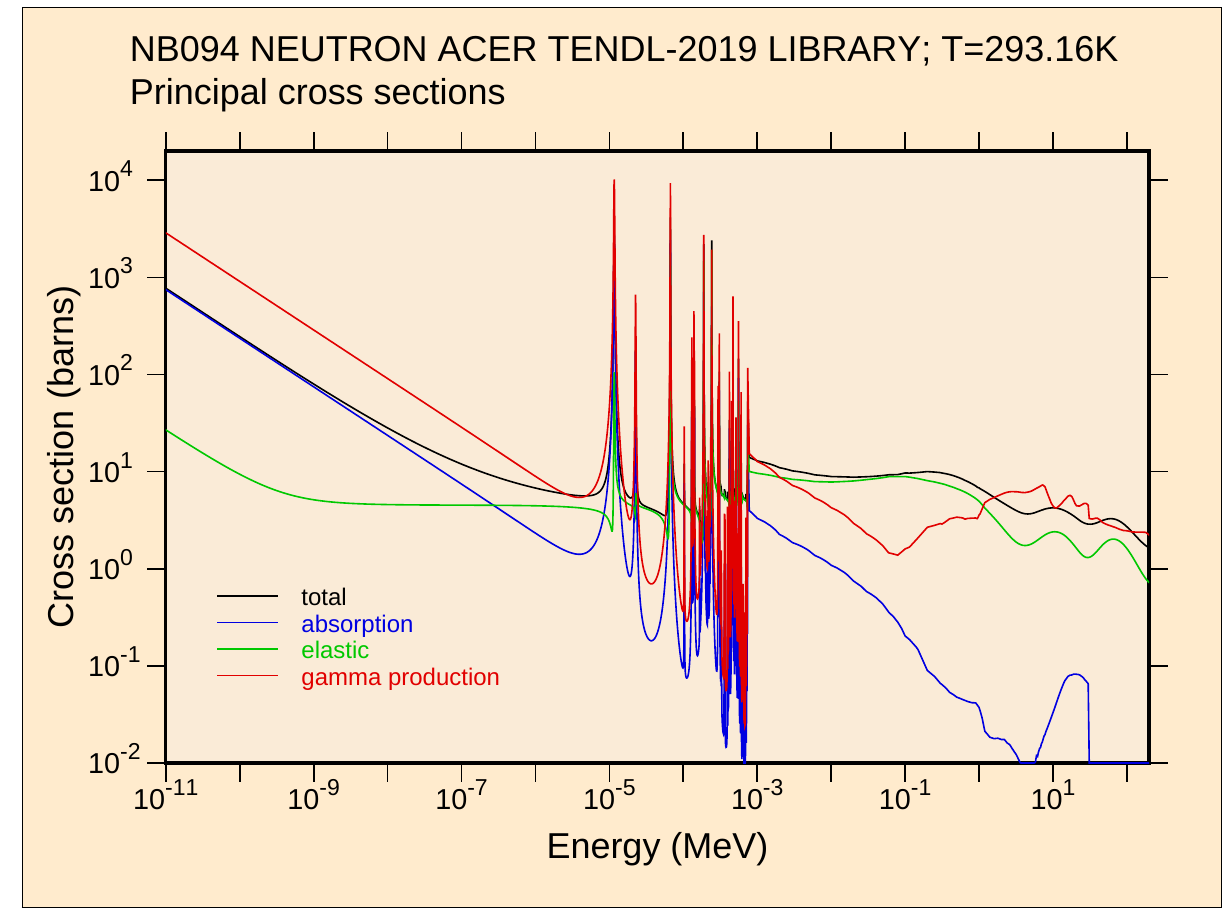 NB094 NEUTRON ACER TENDL-2019 LIBRARY; T=293.16K
Principal cross sections
10^4
10^3
10^2
10^1
10^0
10^-1
10^-2
Cross section (barns)
total
absorption
elastic
gamma production
10^-11 10^-9 10^-7 10^-5 10^-3 10^-1 10^1
Energy (MeV)